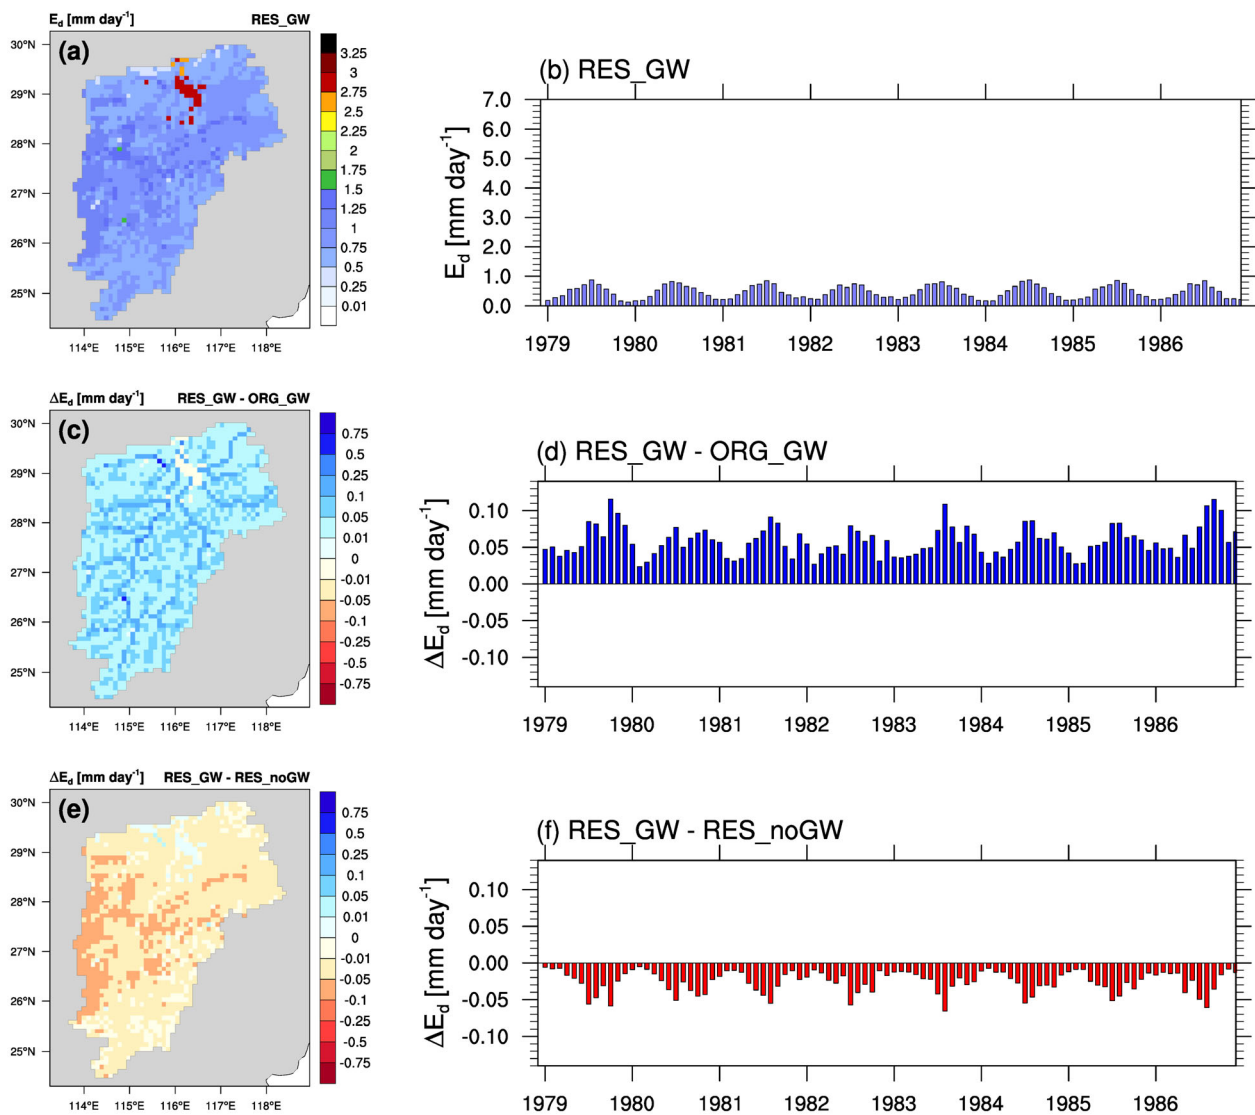 E_d [mm day⁻¹] RES_GW
(a)
30°N
29°N
28°N
27°N
26°N
25°N
114°E 115°E 116°E 117°E 118°E
3.25
3
2.75
2.5
2.25
2
1.75
1.5
1.25
1
0.75
0.5
0.01
(b) RES_GW
E_d [mm day⁻¹]
7.0
6.0
5.0
4.0
3.0
2.0
1.0
0.0
1979 1980 1981 1982 1983 1984 1985 1986
ΔE_d [mm day⁻¹] RES_GW - ORG_GW
(c)
30°N
29°N
28°N
27°N
26°N
25°N
114°E 115°E 116°E 117°E 118°E
0.75
0.5
0.25
0.1
0.05
0.01
0
-0.01
-0.05
-0.1
-0.25
-0.5
-0.75
(d) RES_GW - ORG_GW
ΔE_d [mm day⁻¹]
0.10
0.05
0.00
-0.05
-0.10
1979 1980 1981 1982 1983 1984 1985 1986
ΔE_d [mm day⁻¹] RES_GW - RES_noGW
(e)
30°N
29°N
28°N
27°N
26°N
25°N
114°E 115°E 116°E 117°E 118°E
0.75
0.5
0.25
0.1
0.05
0.01
0
-0.01
-0.05
-0.1
-0.25
-0.5
-0.75
(f) RES_GW - RES_noGW
ΔE_d [mm day⁻¹]
0.10
0.05
0.00
-0.05
-0.10
1979 1980 1981 1982 1983 1984 1985 1986